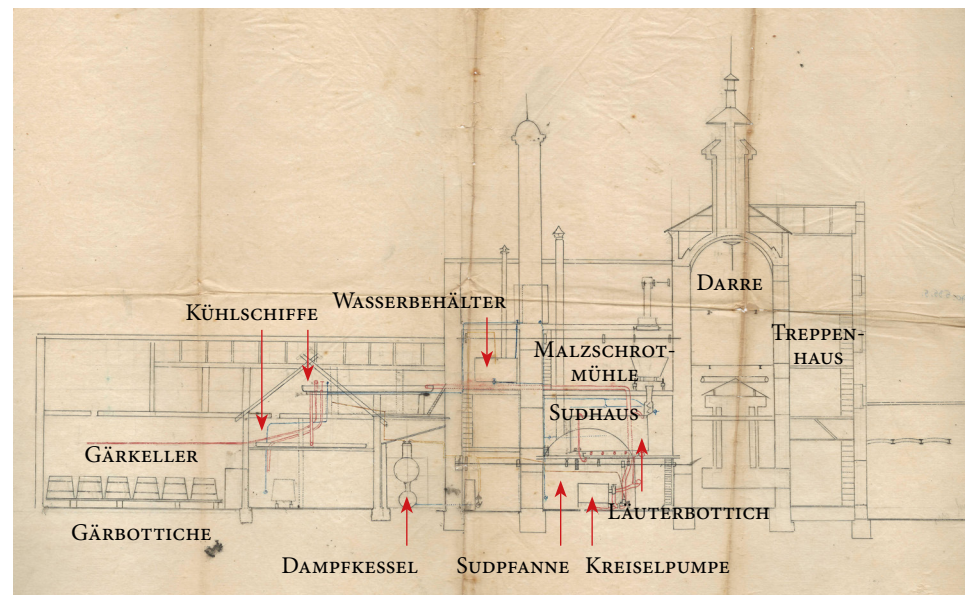 Darre
Wasserbehälter
Kühlschiffe
Treppen-
haus
Malzschrot-
mühle
Sudhaus
Gärkeller
Läuterbottich
Gärbottiche
Dampfkessel
Sudpfanne
Kreiselpumpe